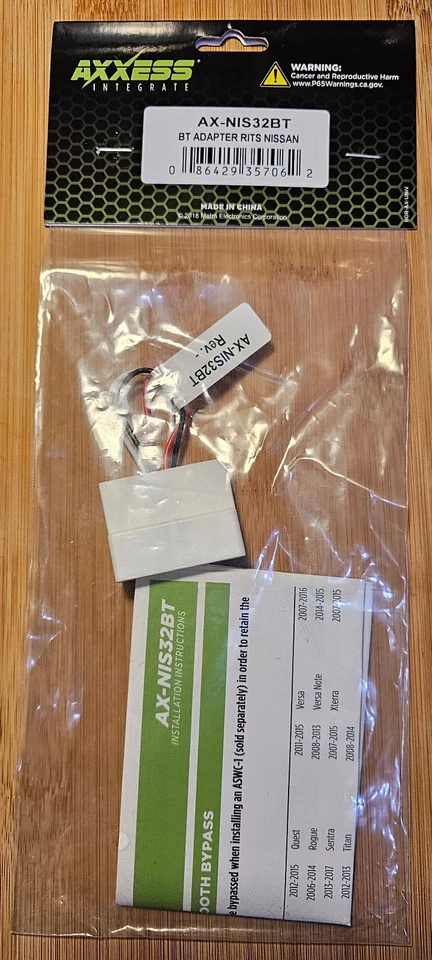 AXXESS
INTEGRATE
WARNING:
Cancer and Reproductive Harm
www.P65Warnings.ca.gov.
AX-NIS32BT
BT ADAPTER RITS NISSAN
0 86429 35706 2
MADE IN CHINA
© 2018 Metra Electronics Corporation
HDR-AX-UNIV
AX-NIS32BT
Rev. -
AX-NIS32BT
INSTALLATION INSTRUCTIONS
OOTH BYPASS
e bypassed when installing an ASWC-1 (sold separately) in order to retain the
2012-2015 Quest 2011-2015 Versa 2007-2016
2006-2014 Rogue 2008-2013 Versa Note 2014-2015
2013-2017 Sentra 2007-2015 Xterra 2007-2015
2012-2013 Titan 2008-2014